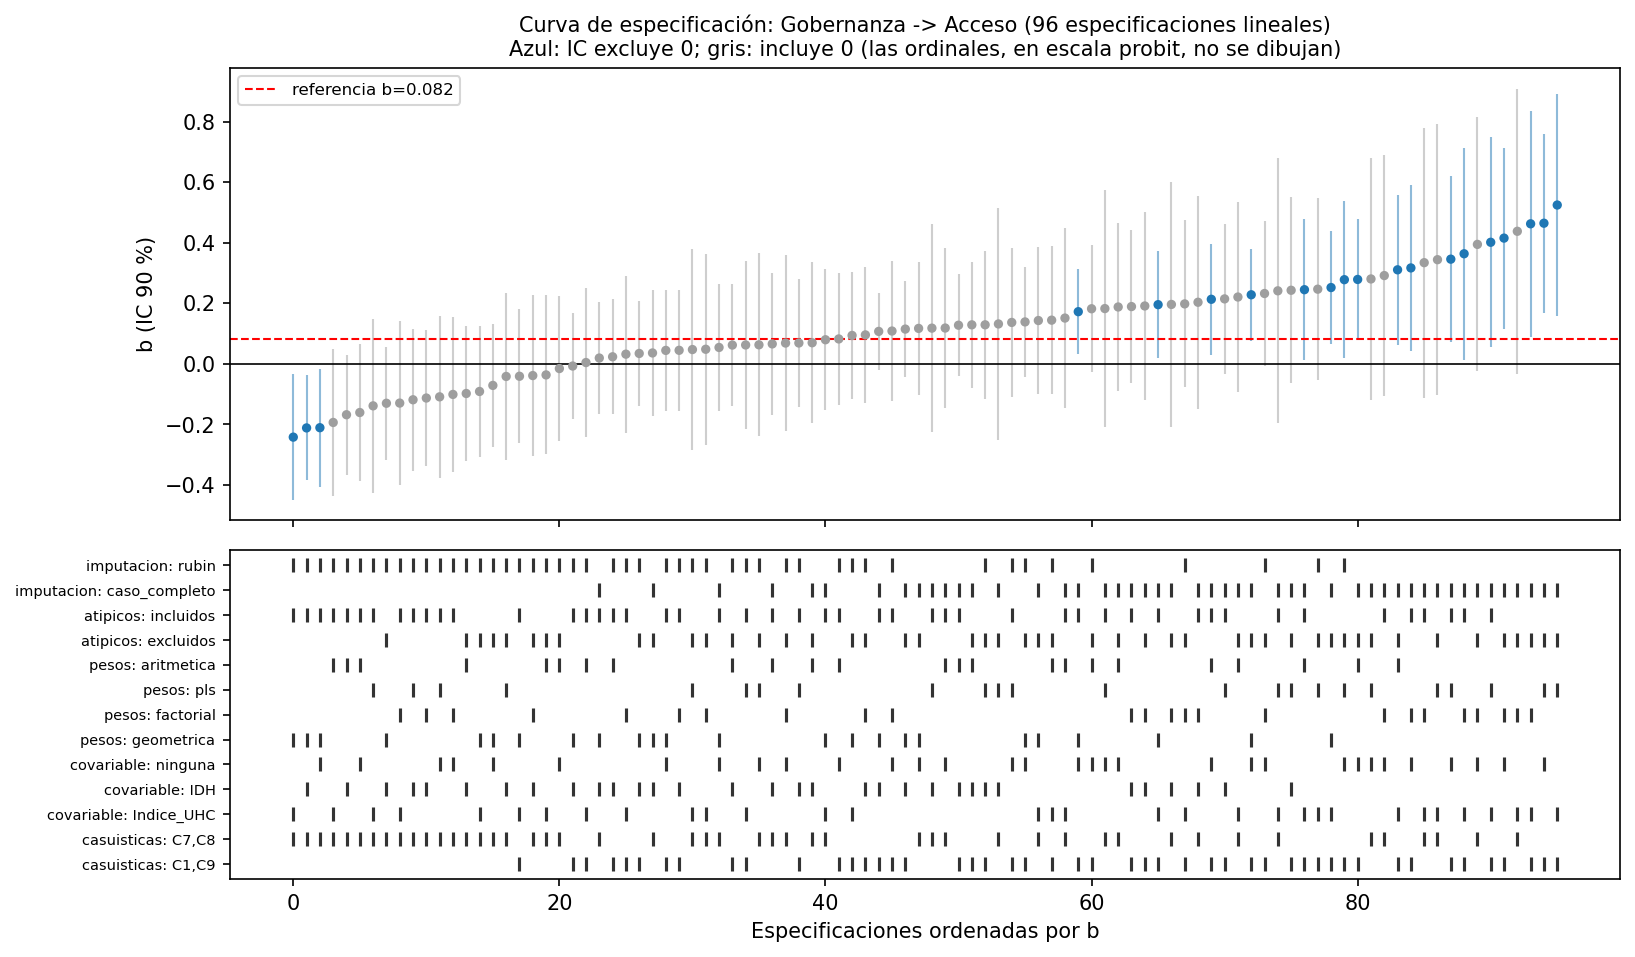 Curva de especificación: Gobernanza -> Acceso (96 especificaciones lineales)
Azul: IC excluye 0; gris: incluye 0 (las ordinales, en escala probit, no se dibujan)
referencia b=0.082
b (IC 90 %)
0.8
0.6
0.4
0.2
0.0
−0.2
−0.4
imputacion: rubin
imputacion: caso_completo
atipicos: incluidos
atipicos: excluidos
pesos: aritmetica
pesos: pls
pesos: factorial
pesos: geometrica
covariable: ninguna
covariable: IDH
covariable: Indice_UHC
casuisticas: C7,C8
casuisticas: C1,C9
0 20 40 60 80
Especificaciones ordenadas por b